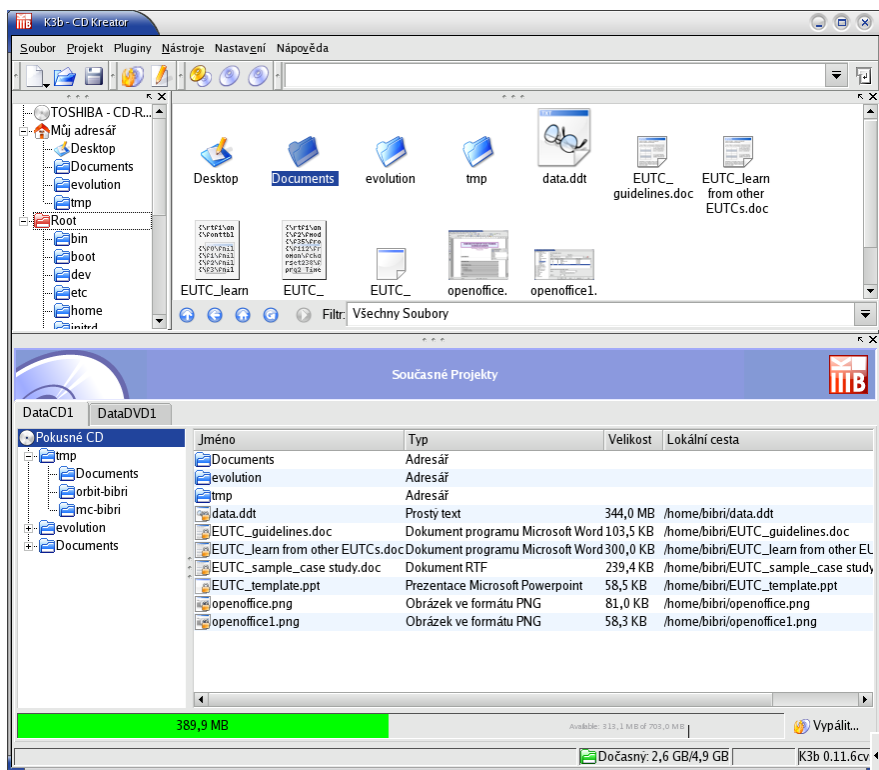 K3b - CD Kreator
Soubor Projekt Pluginy Nástroje Nastavení Nápověda
TOSHIBA - CD-R...
Můj adresář
Desktop
Documents
evolution
tmp
Root
bin
boot
dev
etc
home
initrd
Desktop
Documents
evolution
tmp
data.ddt
EUTC_
guidelines.doc
EUTC_learn
from other
EUTCs.doc
EUTC_learn
EUTC_
EUTC_
openoffice.
openoffice1.
Filtr: Všechny Soubory
Současné Projekty
DataCD1 DataDVD1
Pokusné CD
tmp
Documents
orbit-bibri
mc-bibri
evolution
Documents
Jméno Typ Velikost Lokální cesta
Documents Adresář
evolution Adresář
tmp Adresář
data.ddt Prostý text 344,0 MB /home/bibri/data.ddt
EUTC_guidelines.doc Dokument programu Microsoft Word 103,5 KB /home/bibri/EUTC_guidelines.doc
EUTC_learn from other EUTCs.doc Dokument programu Microsoft Word 300,0 KB /home/bibri/EUTC_learn from other EU
EUTC_sample_case study.doc Dokument RTF 239,4 KB /home/bibri/EUTC_sample_case study
EUTC_template.ppt Prezentace Microsoft Powerpoint 58,5 KB /home/bibri/EUTC_template.ppt
openoffice.png Obrázek ve formátu PNG 81,0 KB /home/bibri/openoffice.png
openoffice1.png Obrázek ve formátu PNG 58,3 KB /home/bibri/openoffice1.png
389,9 MB Available: 313,1 MB of 703,0 MB Vypálit...
Dočasný: 2,6 GB/4,9 GB K3b 0.11.6cv